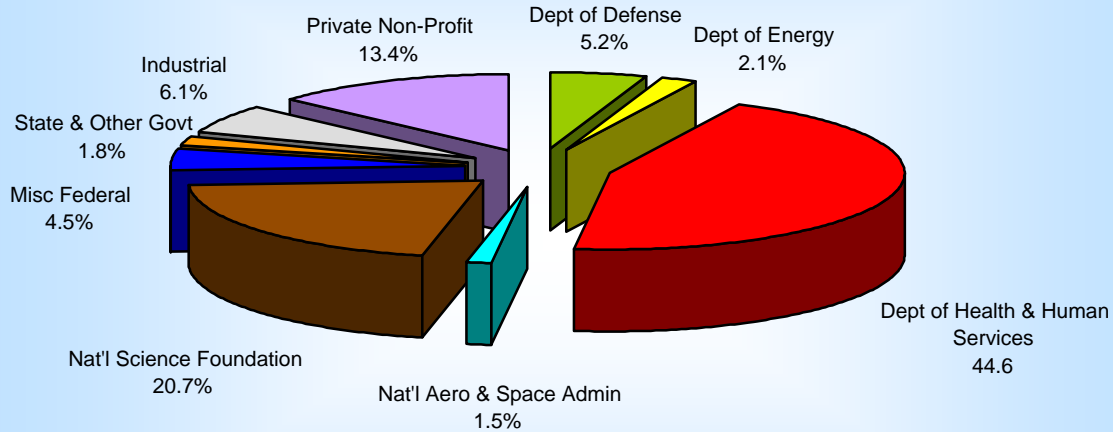 Private Non-Profit
13.4%
Dept of Defense
5.2%
Dept of Energy
2.1%
Industrial
6.1%
State & Other Govt
1.8%
Misc Federal
4.5%
Dept of Health & Human
Services
44.6
Nat'l Science Foundation
20.7%
Nat'l Aero & Space Admin
1.5%